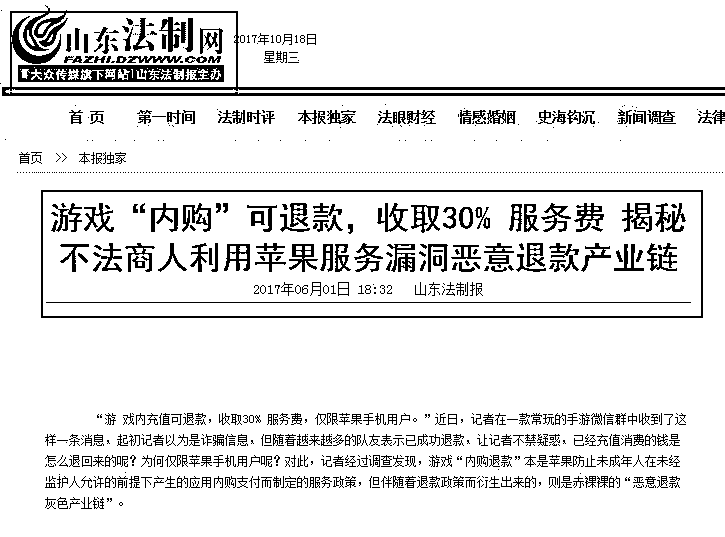 山东法制网
FAZHI.DZWWW.COM
大众传媒旗下网站|山东法制报主办
2017年10月18日
星期三
首 页 第一时间 法制时评 本报独家 法眼财经 情感婚姻 史海钩沉 新闻调查 法律
首页 >> 本报独家
游戏“内购”可退款，收取30% 服务费 揭秘
不法商人利用苹果服务漏洞恶意退款产业链
2017年06月01日 18:32 山东法制报
“游 戏内充值可退款，收取30% 服务费，仅限苹果手机用户。”近日，记者在一款常玩的手游微信群中收到了这
样一条消息，起初记者以为是诈骗信息，但随着越来越多的队友表示已成功退款，让记者不禁疑惑，已经充值消费的钱是
怎么退回来的呢？为何仅限苹果手机用户呢？对此，记者经过调查发现，游戏“内购退款”本是苹果防止未成年人在未经
监护人允许的前提下产生的应用内购支付而制定的服务政策，但伴随着退款政策而衍生出来的，则是赤裸裸的“恶意退款
灰色产业链”。